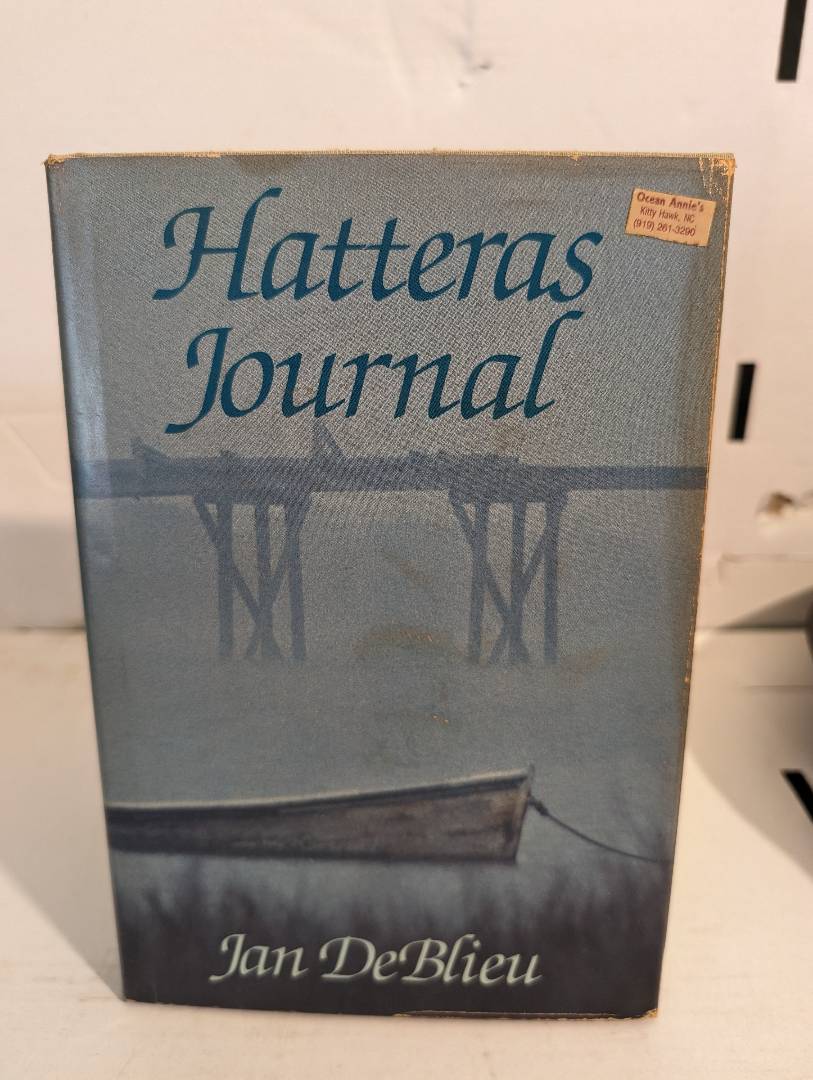 Hatteras
Journal
Ocean Annie's
Kitty Hawk, NC
(919) 261-3290
Jan DeBlieu